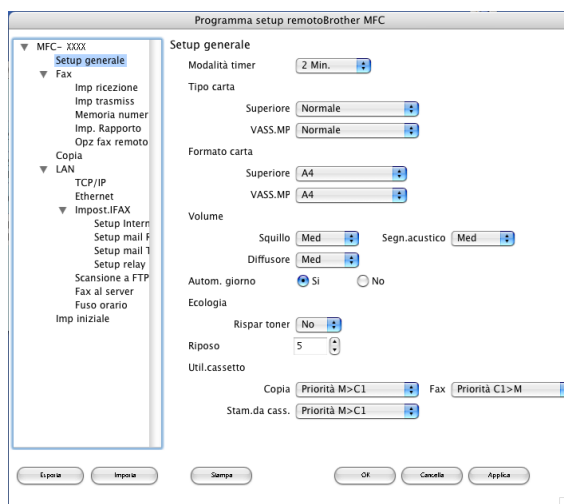 Programma setup remotoBrother MFC
MFC- XXXX
Setup generale
Fax
Imp ricezione
Imp trasmiss
Memoria numer
Imp. Rapporto
Opz fax remoto
Copia
LAN
TCP/IP
Ethernet
Impost.IFAX
Setup Intern
Setup mail F
Setup mail T
Setup relay
Scansione a FTP
Fax al server
Fuso orario
Imp iniziale
Setup generale
Modalità timer 2 Min.
Tipo carta
Superiore Normale
VASS.MP Normale
Formato carta
Superiore A4
VASS.MP A4
Volume
Squillo Med Segn.acustico Med
Diffusore Med
Autom. giorno Si No
Ecologia
Rispar toner No
Riposo 5
Util.cassetto
Copia Priorità M>C1 Fax Priorità C1>M
Stam.da cass. Priorità M>C1
Esporta Importa Stampa OK Cancella Applica